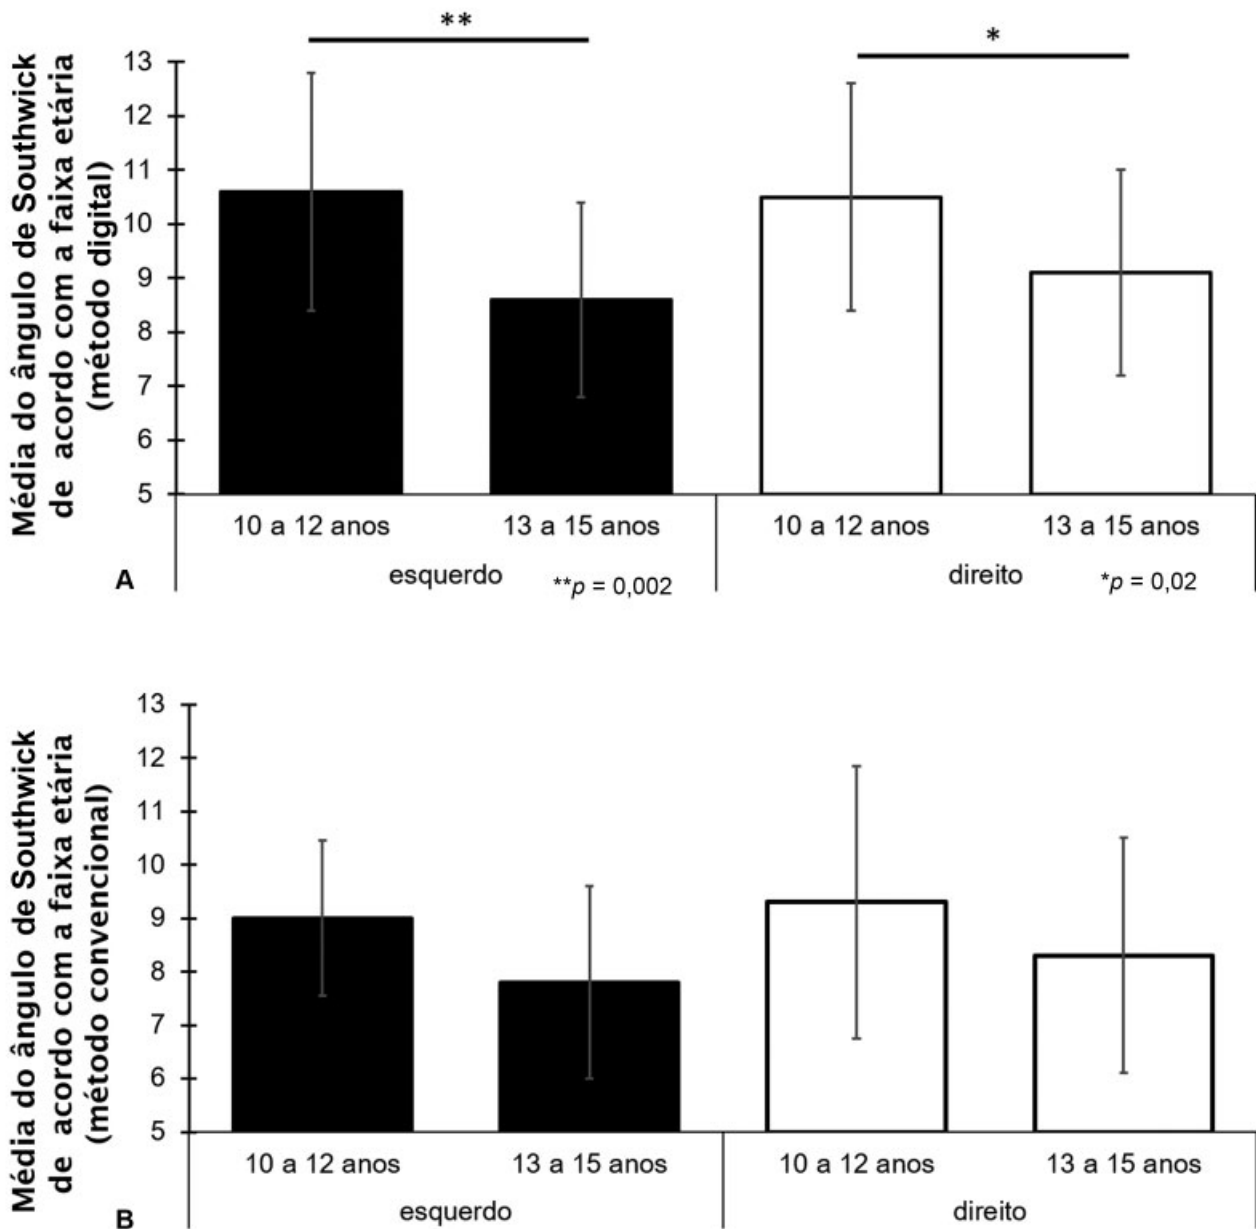 Média do ângulo de Southwick
de acordo com a faixa etária
(método digital)
**
*
13
12
11
10
9
8
7
6
5
10 a 12 anos
13 a 15 anos
10 a 12 anos
13 a 15 anos
esquerdo
**p = 0,002
direito
*p = 0,02
A
Média do ângulo de Southwick
de acordo com a faixa etária
(método convencional)
13
12
11
10
9
8
7
6
5
10 a 12 anos
13 a 15 anos
10 a 12 anos
13 a 15 anos
esquerdo
direito
B